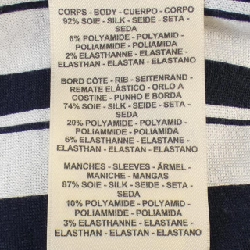 CORPS - BODY - CUERPO - CORPO
92% SOIE - SILK - SEIDE - SETA -
SEDA
6% POLYAMIDE - POLYAMID -
POLIAMMIDE - POLIAMIDA
2% ELASTHANNE - ELASTANE -
ELASTHAN - ELASTAN - ELASTANO
BORD CÔTE - RIB - SEITENRAND -
REMATE ELÁSTICO - ORLO A
COSTINE - PUNHO E BORDA
74% SOIE - SILK - SEIDE - SETA -
SEDA
20% POLYAMIDE - POLYAMID -
POLIAMMIDE - POLIAMIDA
6% ELASTHANNE - ELASTANE -
ELASTHAN - ELASTAN - ELASTANO
MANCHES - SLEEVES - ÄRMEL -
MANICHE - MANGAS
87% SOIE - SILK - SEIDE - SETA -
SEDA
10% POLYAMIDE - POLYAMID -
POLIAMMIDE - POLIAMIDA
3% ELASTHANNE - ELASTANE -
ELASTHAN - ELASTAN - ELASTANO